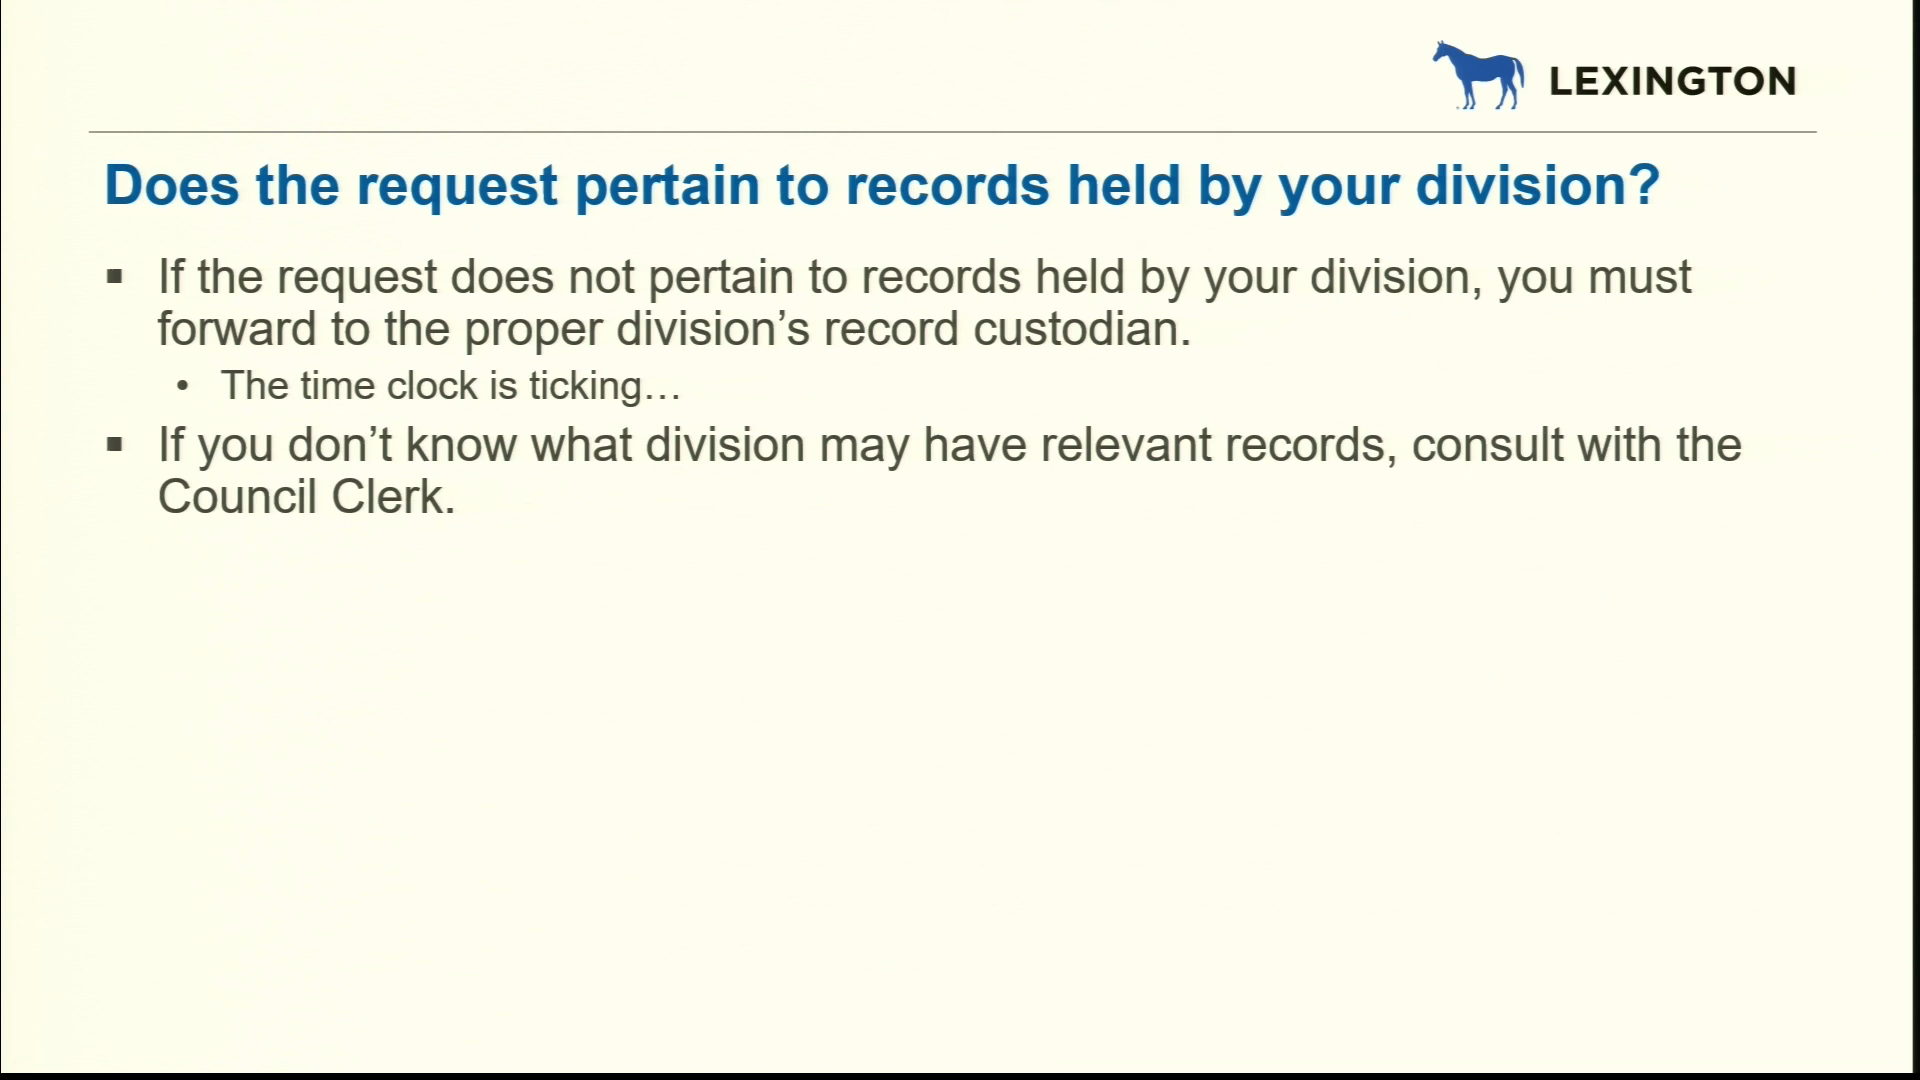 LEXINGTON
Does the request pertain to records held by your division?
▪ If the request does not pertain to records held by your division, you must
forward to the proper division’s record custodian.
• The time clock is ticking…
▪ If you don’t know what division may have relevant records, consult with the
Council Clerk.